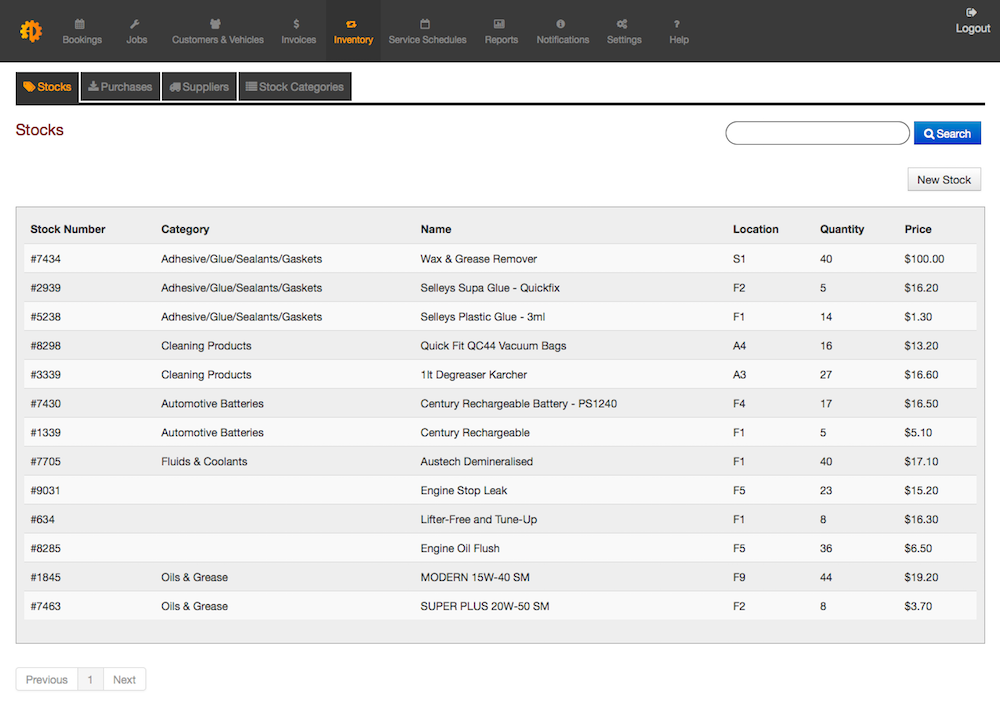 Bookings Jobs Customers & Vehicles Invoices Inventory Service Schedules Reports Notifications Settings Help Logout
Stocks Purchases Suppliers Stock Categories
Stocks Search
New Stock
Stock Number Category Name Location Quantity Price
#7434 Adhesive/Glue/Sealants/Gaskets Wax & Grease Remover S1 40 $100.00
#2939 Adhesive/Glue/Sealants/Gaskets Selleys Supa Glue - Quickfix F2 5 $16.20
#5238 Adhesive/Glue/Sealants/Gaskets Selleys Plastic Glue - 3ml F1 14 $1.30
#8298 Cleaning Products Quick Fit QC44 Vacuum Bags A4 16 $13.20
#3339 Cleaning Products 1lt Degreaser Karcher A3 27 $16.60
#7430 Automotive Batteries Century Rechargeable Battery - PS1240 F4 17 $16.50
#1339 Automotive Batteries Century Rechargeable F1 5 $5.10
#7705 Fluids & Coolants Austech Demineralised F1 40 $17.10
#9031 Engine Stop Leak F5 23 $15.20
#634 Lifter-Free and Tune-Up F1 8 $16.30
#8285 Engine Oil Flush F5 36 $6.50
#1845 Oils & Grease MODERN 15W-40 SM F9 44 $19.20
#7463 Oils & Grease SUPER PLUS 20W-50 SM F2 8 $3.70
Previous 1 Next